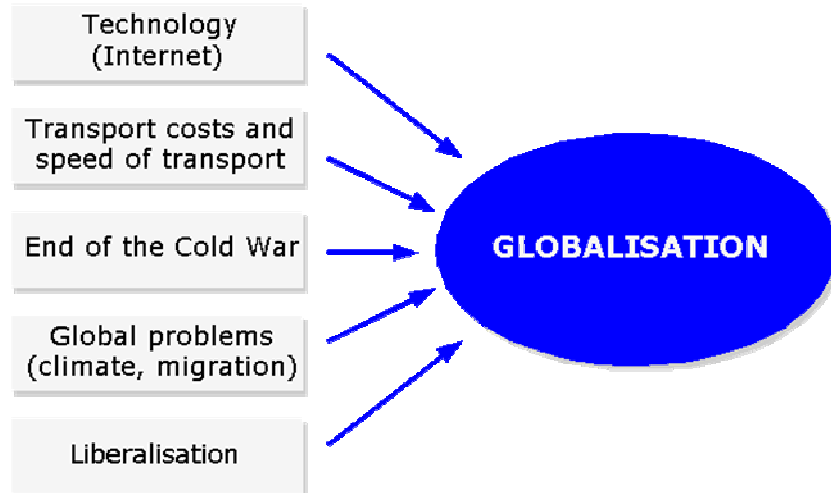 Technology
(Internet)
Transport costs and
speed of transport
End of the Cold War
Global problems
(climate, migration)
Liberalisation
GLOBALISATION